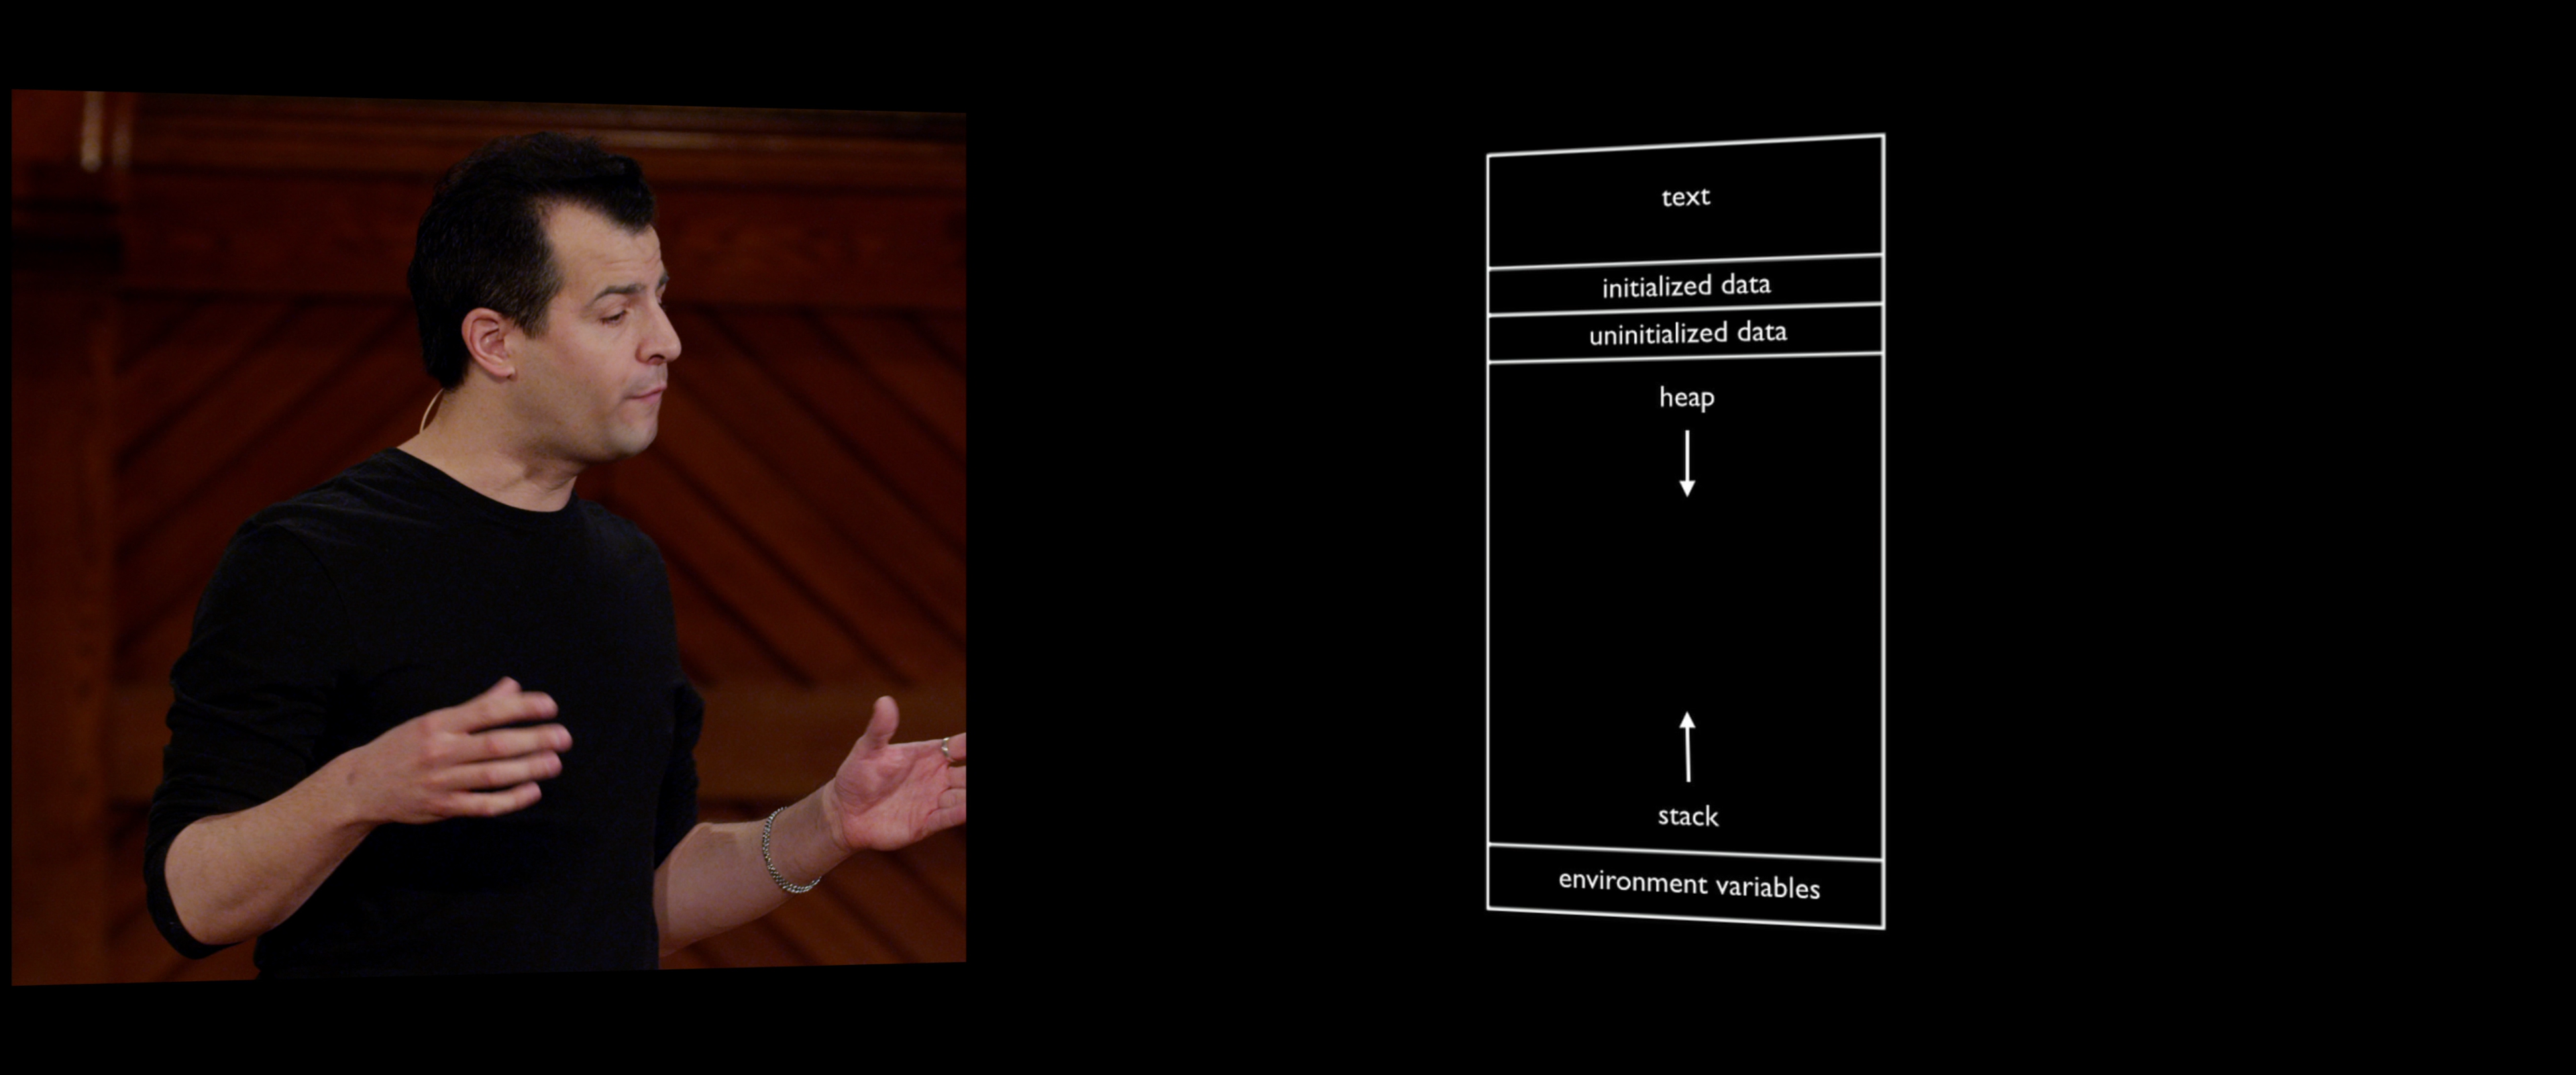 text
initialized data
uninitialized data
heap
stack
environment variables